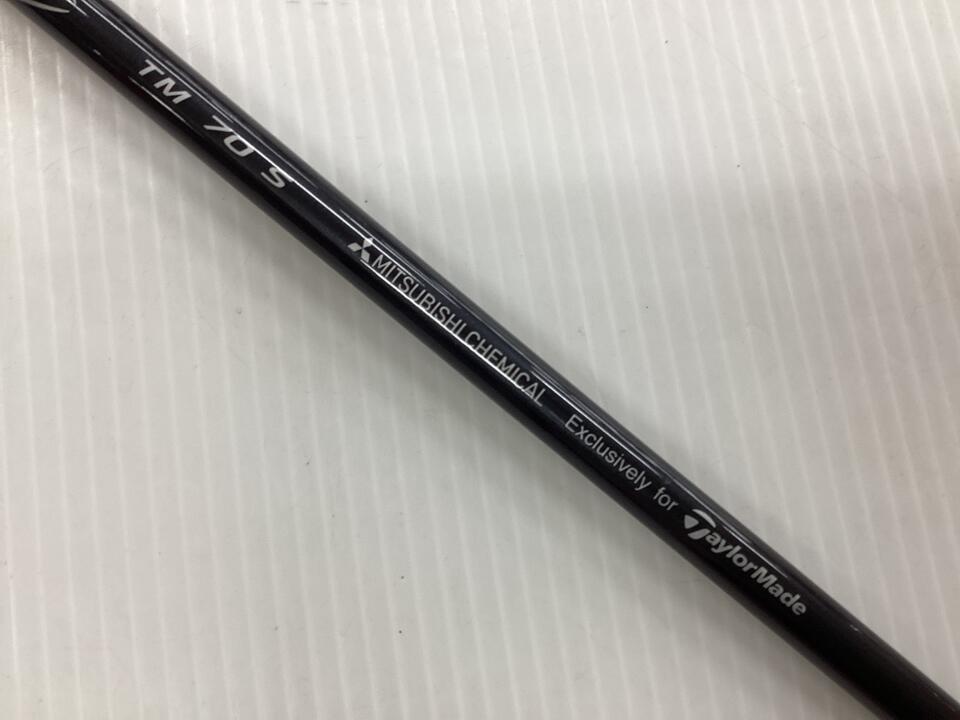 TM 70 S
MITSUBISHI CHEMICAL
Exclusively for TaylorMade